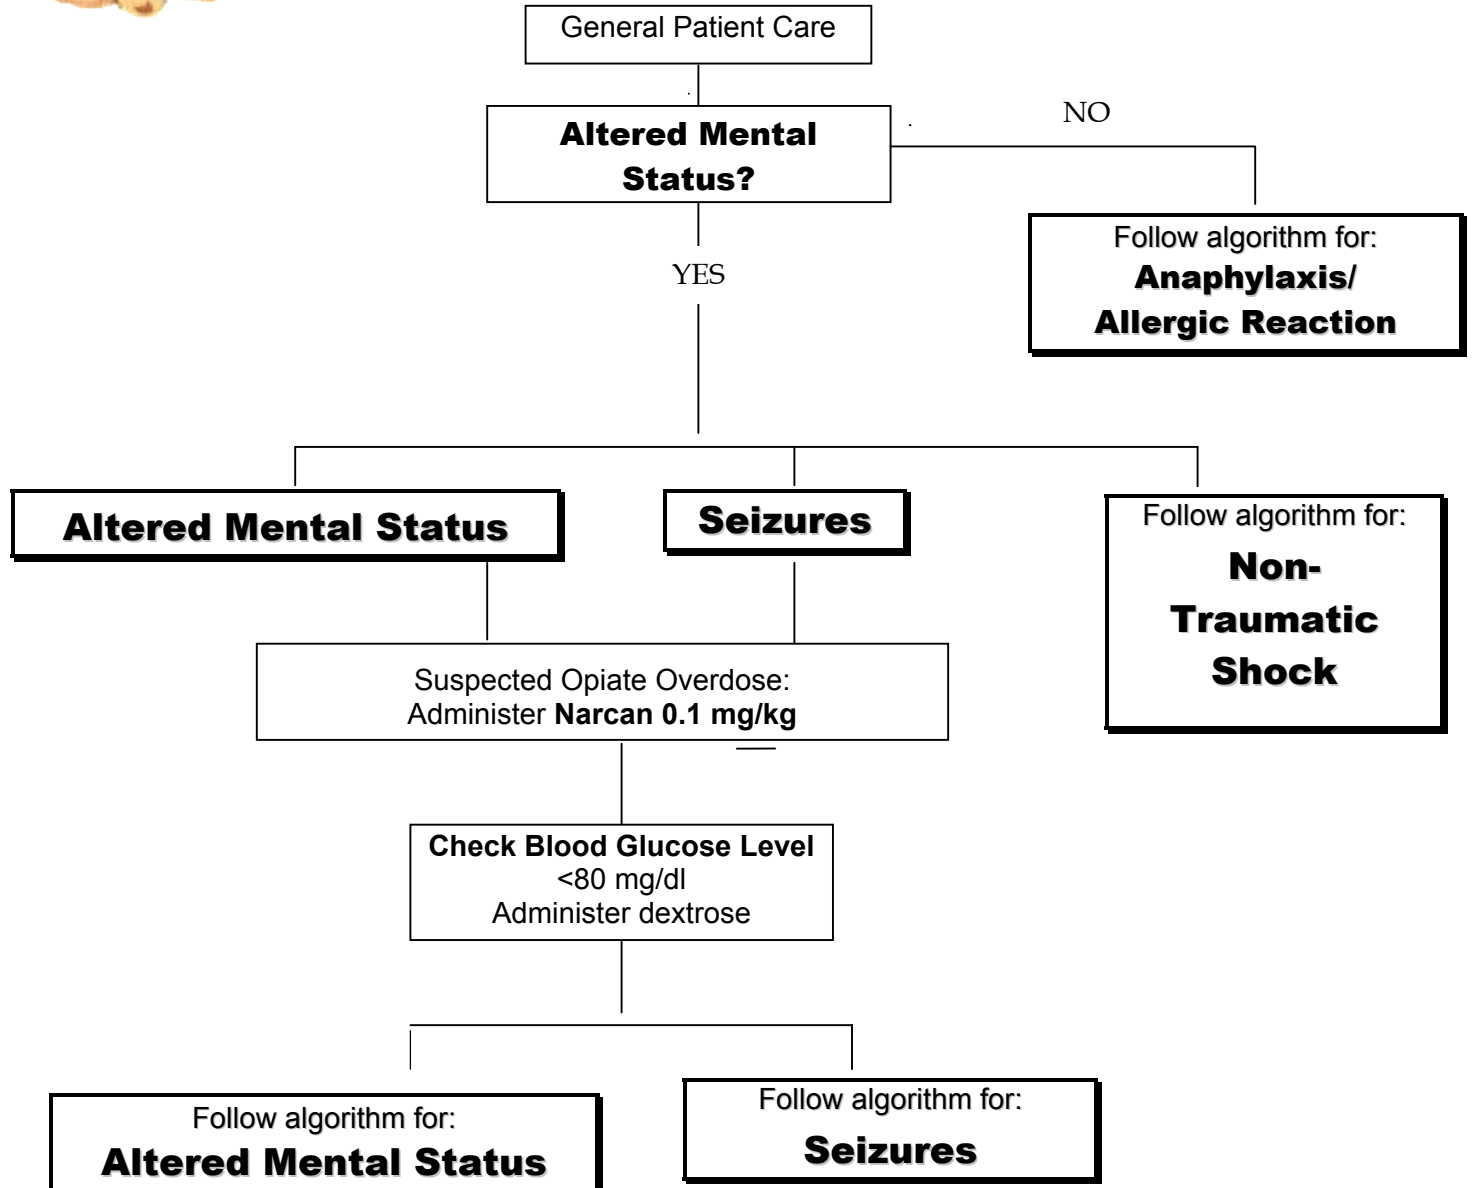 General Patient Care
Altered Mental
Status?
NO
YES
Follow algorithm for:
Anaphylaxis/
Allergic Reaction
Altered Mental Status
Seizures
Follow algorithm for:
Non-
Traumatic
Shock
Suspected Opiate Overdose:
Administer Narcan 0.1 mg/kg
Check Blood Glucose Level
<80 mg/dl
Administer dextrose
Follow algorithm for:
Altered Mental Status
Follow algorithm for:
Seizures